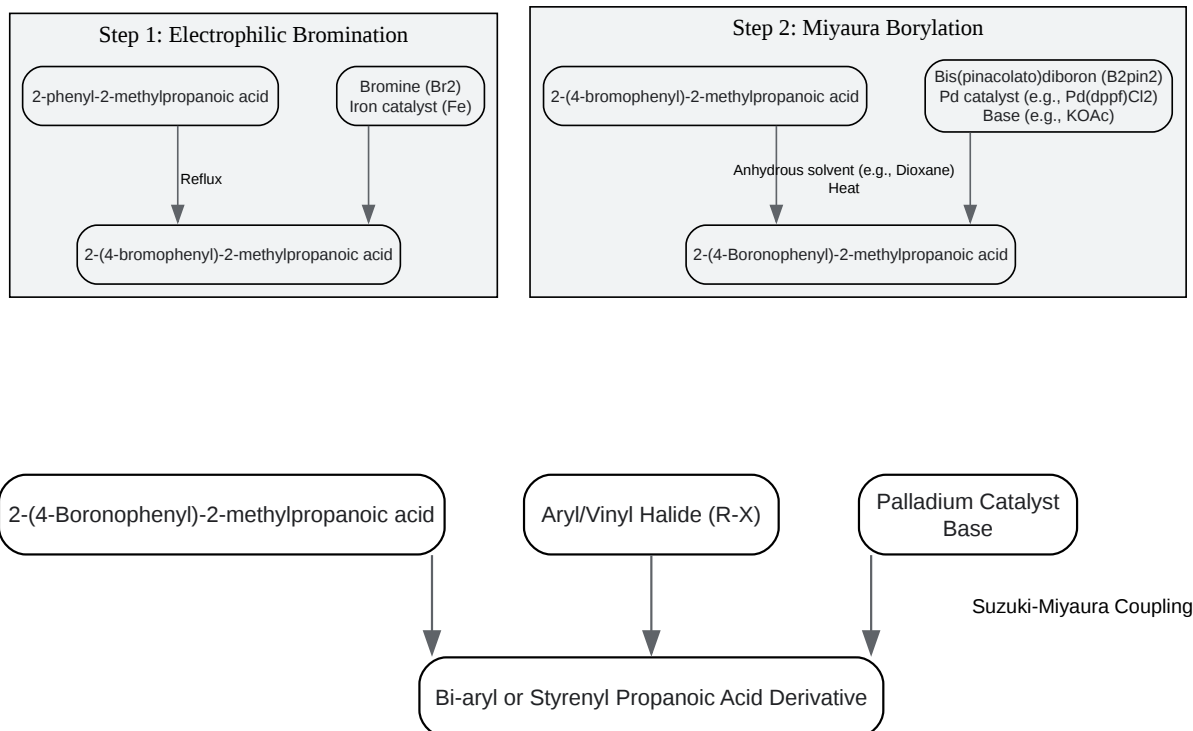 Step 1: Electrophilic Bromination
2-phenyl-2-methylpropanoic acid
Bromine (Br2)
Iron catalyst (Fe)
Reflux
2-(4-bromophenyl)-2-methylpropanoic acid
Step 2: Miyaura Borylation
2-(4-bromophenyl)-2-methylpropanoic acid
Bis(pinacolato)diboron (B2pin2)
Pd catalyst (e.g., Pd(dppf)Cl2)
Base (e.g., KOAc)
Anhydrous solvent (e.g., Dioxane)
Heat
2-(4-Boronophenyl)-2-methylpropanoic acid
2-(4-Boronophenyl)-2-methylpropanoic acid
Aryl/Vinyl Halide (R-X)
Palladium Catalyst
Base
Suzuki-Miyaura Coupling
Bi-aryl or Styrenyl Propanoic Acid Derivative